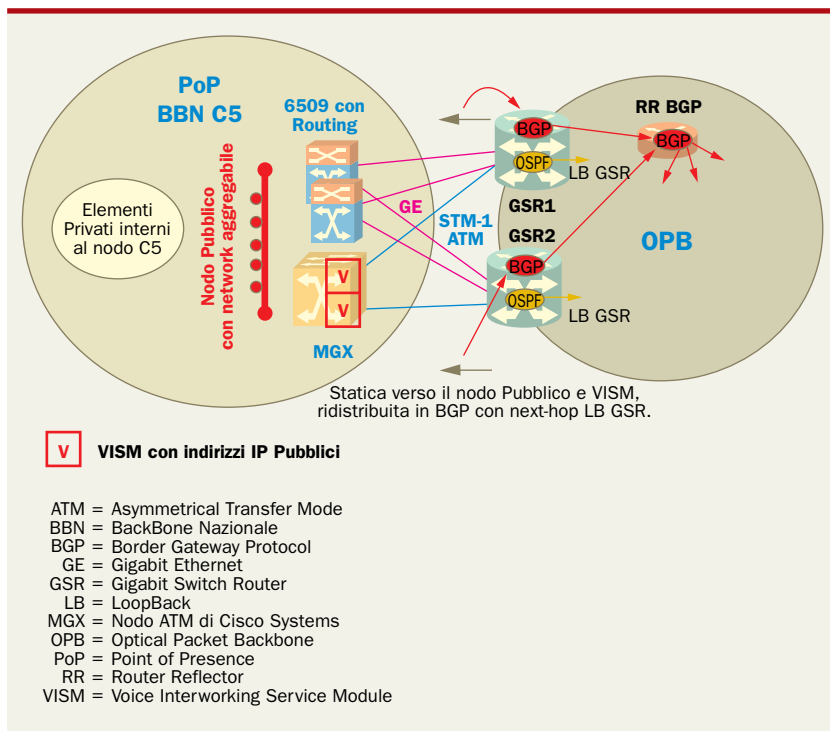 PoP
BBN C5
6509 con
Routing
Elementi
Privati interni
al nodo C5
Nodo Pubblico
con network aggregabile
V
V
MGX
GE
STM-1
ATM
BGP
OSPF
LB GSR
GSR1
GSR2
BGP
OSPF
LB GSR
RR BGP
BGP
OPB
Statica verso il nodo Pubblico e VISM,
ridistribuita in BGP con next-hop LB GSR.
V VISM con indirizzi IP Pubblici
ATM = Asymmetrical Transfer Mode
BBN = BackBone Nazionale
BGP = Border Gateway Protocol
GE = Gigabit Ethernet
GSR = Gigabit Switch Router
LB = LoopBack
MGX = Nodo ATM di Cisco Systems
OPB = Optical Packet Backbone
PoP = Point of Presence
RR = Router Reflector
VISM = Voice Interworking Service Module